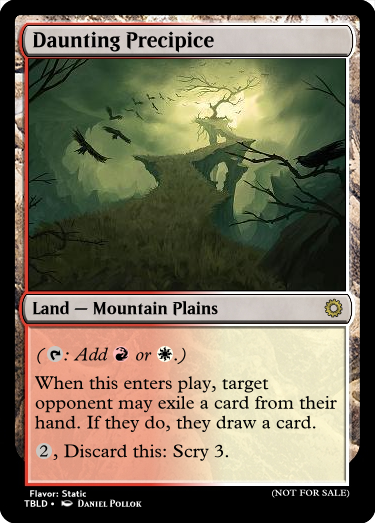 Daunting Precipice
Land — Mountain Plains
( T: Add R or W.)
When this enters play, target
opponent may exile a card from their
hand. If they do, they draw a card.
2, Discard this: Scry 3.
Flavor: Static
(NOT FOR SALE)
TBLD • Daniel Pollok